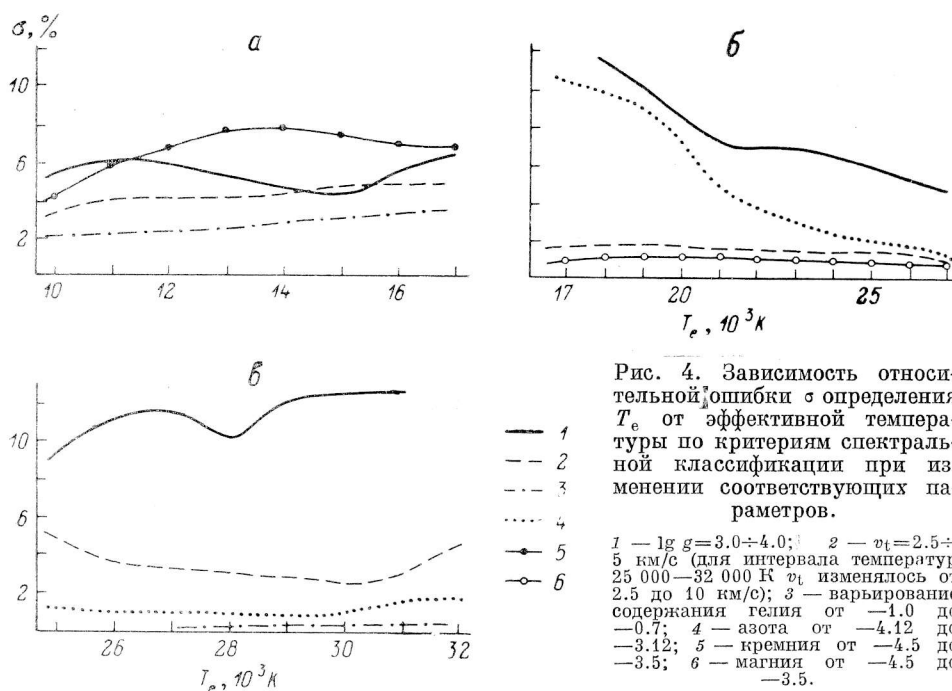 σ, %
а
10
6
2
10
12
14
16
б
17
20
25
Tₑ, 10³K
в
10
6
2
26
28
30
32
Tₑ, 10³K
1
2
3
4
5
6
Рис. 4. Зависимость относи-
тельной ошибки σ определения
Tₑ от эффективной темпера-
туры по критериям спектраль-
ной классификации при из-
менении соответствующих па-
раметров.
1 — lg g=3.0÷4.0; 2 — vₜ=2.5÷
5 км/с (для интервала температур
25 000—32 000 К vₜ изменялось от
2.5 до 10 км/с); 3 — варьирование
содержания гелия от —1.0 до
—0.7; 4 — азота от —4.12 до
—3.12; 5 — кремния от —4.5 до
—3.5; 6 — магния от —4.5 до
—3.5.